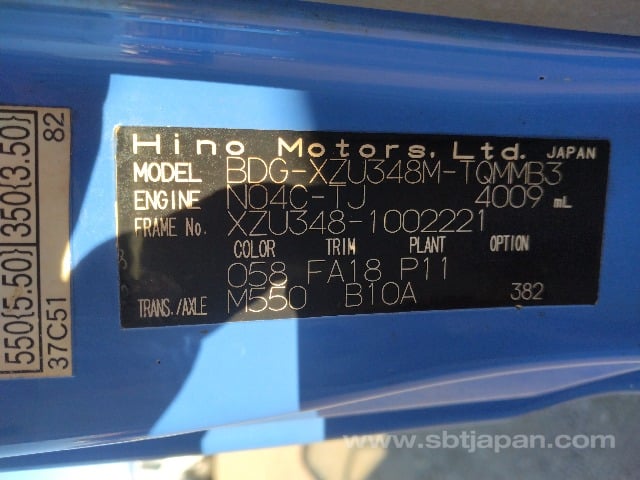 550{5.50} 350{3.50}
37C51 82
Hino Motors, Ltd. JAPAN
MODEL BDG-XZU348M-TQMMB3
ENGINE N04C-TJ 4009 mL
FRAME No. XZU348-1002221
COLOR TRIM PLANT OPTION
058 FA18 P11
TRANS./AXLE M550 B10A 382
www.sbtjapan.com